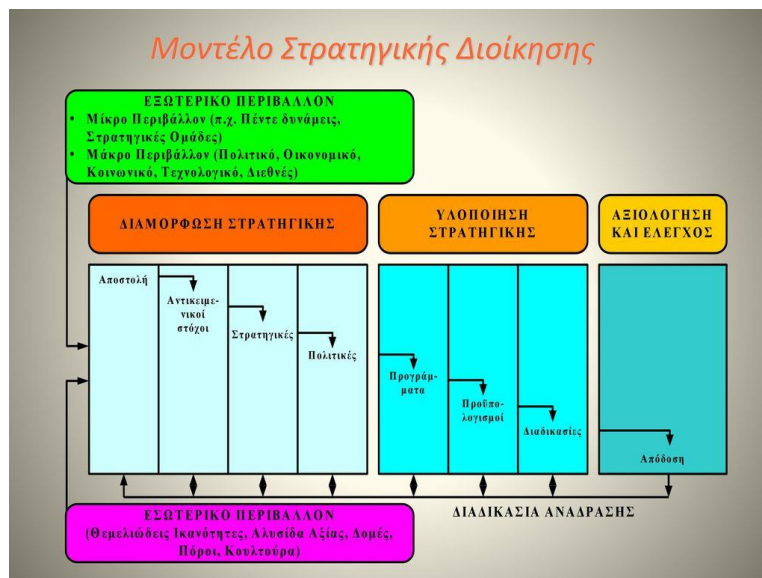 Μοντέλο Στρατηγικής Διοίκησης
ΕΞΩΤΕΡΙΚΟ ΠΕΡΙΒΑΛΛΟΝ
• Μίκρο Περιβάλλον (π.χ. Πέντε δυνάμεις,
Στρατηγικές Ομάδες)
• Μάκρο Περιβάλλον (Πολιτικό, Οικονομικό,
Κοινωνικό, Τεχνολογικό, Διεθνές)
ΔΙΑΜΟΡΦΩΣΗ ΣΤΡΑΤΗΓΙΚΗΣ
ΥΛΟΠΟΙΗΣΗ
ΣΤΡΑΤΗΓΙΚΗΣ
ΑΞΙΟΛΟΓΗΣΗ
ΚΑΙ ΕΛΕΓΧΟΣ
Αποστολή
Αντικειμε-
νικοί
στόχοι
Στρατηγικές
Πολιτικές
Προγράμ-
ματα
Προϋπο-
λογισμοί
Διαδικασίες
Απόδοση
ΔΙΑΔΙΚΑΣΙΑ ΑΝΑΔΡΑΣΗΣ
ΕΣΩΤΕΡΙΚΟ ΠΕΡΙΒΑΛΛΟΝ
(Θεμελιώδεις Ικανότητες, Αλυσίδα Αξίας, Δομές,
Πόροι, Κουλτούρα)